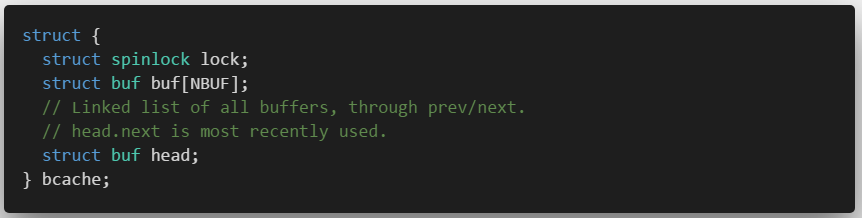 struct {
  struct spinlock lock;
  struct buf buf[NBUF];
  // Linked list of all buffers, through prev/next.
  // head.next is most recently used.
  struct buf head;
} bcache;